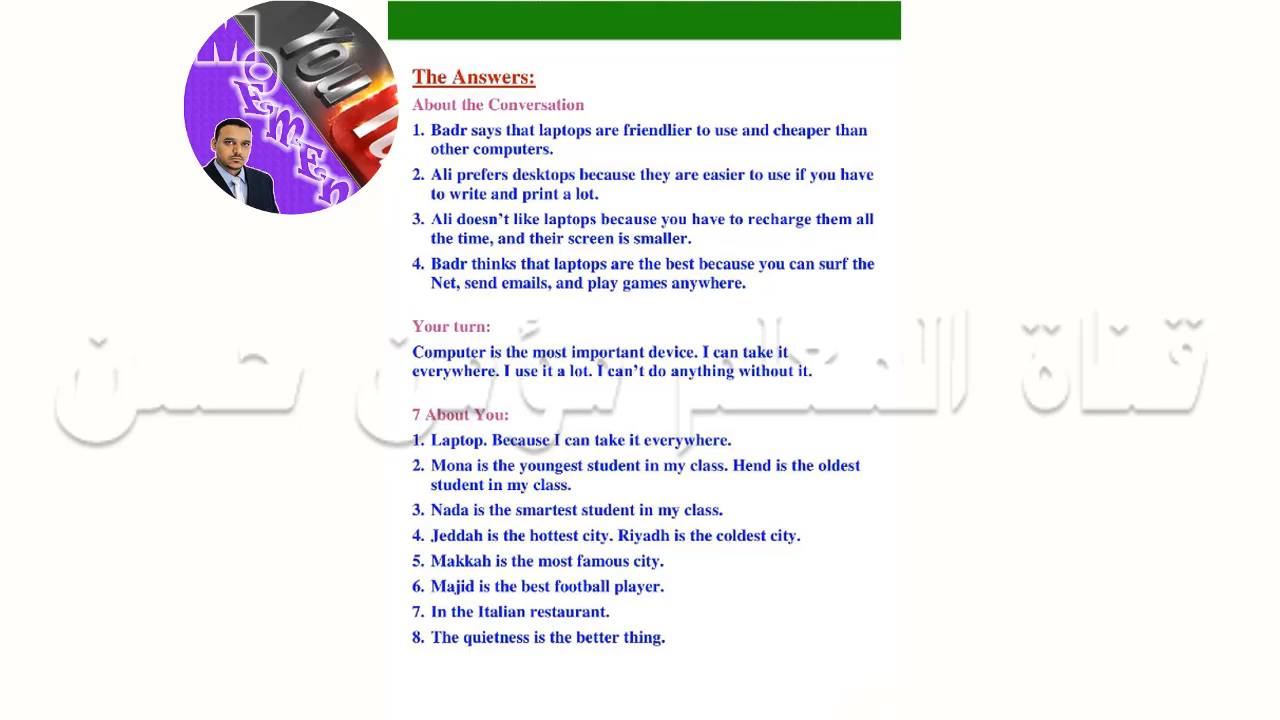 MOEMEN
You
The Answers:
About the Conversation
1. Badr says that laptops are friendlier to use and cheaper than
other computers.
2. Ali prefers desktops because they are easier to use if you have
to write and print a lot.
3. Ali doesn't like laptops because you have to recharge them all
the time, and their screen is smaller.
4. Badr thinks that laptops are the best because you can surf the
Net, send emails, and play games anywhere.
Your turn:
Computer is the most important device. I can take it
everywhere. I use it a lot. I can't do anything without it.
قناة المعلم مؤمن حسن
7 About You:
1. Laptop. Because I can take it everywhere.
2. Mona is the youngest student in my class. Hend is the oldest
student in my class.
3. Nada is the smartest student in my class.
4. Jeddah is the hottest city. Riyadh is the coldest city.
5. Makkah is the most famous city.
6. Majid is the best football player.
7. In the Italian restaurant.
8. The quietness is the better thing.